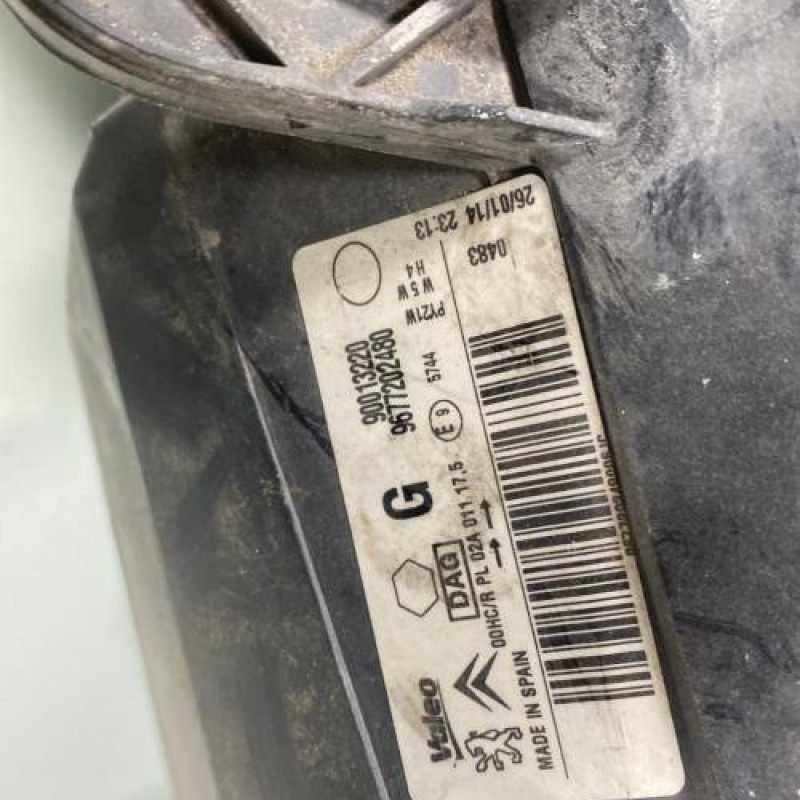 Valeo
MADE IN SPAIN
DAG
G
00HC/R PL 02A 011 17,5
90013220
9677202480
E 9
5744
PY21W
W5W
H4
0483
26/01/14 23:13